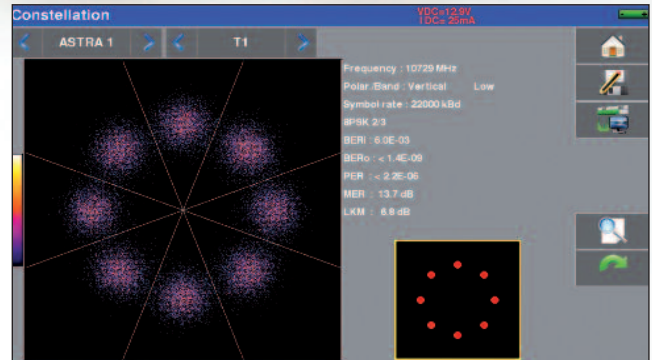 Constellation
VDC=12.9V
IDC= 25mA
ASTRA 1
T1
Frequency : 10729 MHz
Polar./Band : Vertical Low
Symbol rate : 22000 kBd
8PSK 2/3
BERi : 6.0E-03
BERo : < 1.4E-09
PER : < 2.2E-06
MER : 13.7 dB
LKM : 6.8 dB